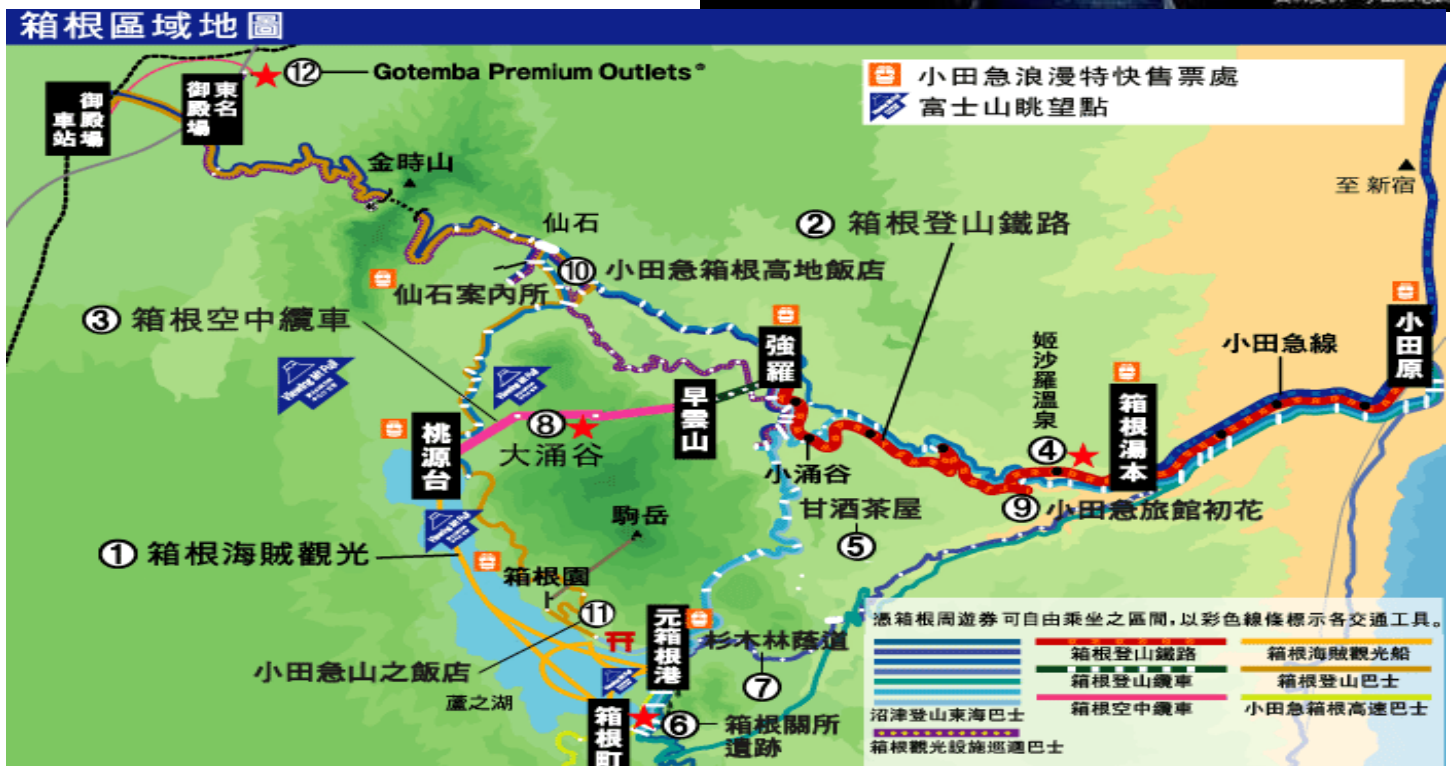 箱根區域地圖
⑫ Gotemba Premium Outlets®
小田急浪漫特快售票處
富士山眺望點
御殿場
車站
東名
御殿場
金時山
至 新宿
仙石
② 箱根登山鐵路
⑩ 小田急箱根高地飯店
仙石案內所
③ 箱根空中纜車
強羅
小田原
小田急線
姬沙羅溫泉
④
箱根湯本
Viewing Mt Fuji
Viewing Mt Fuji
早雲山
⑧
大涌谷
桃源台
小涌谷
⑨ 小田急旅館初花
甘酒茶屋
⑤
駒岳
Viewing Mt Fuji
① 箱根海賊觀光
箱根園
⑪
元箱根港
杉木林蔭道
⑦
小田急山之飯店
蘆之湖
箱根町
⑥ 箱根關所
遺跡
憑箱根周遊券可自由乘坐之區間,以彩色線條標示各交通工具。
箱根登山鐵路
箱根海賊觀光船
箱根登山纜車
箱根登山巴士
沼津登山東海巴士
箱根空中纜車
小田急箱根高速巴士
箱根觀光設施巡迴巴士